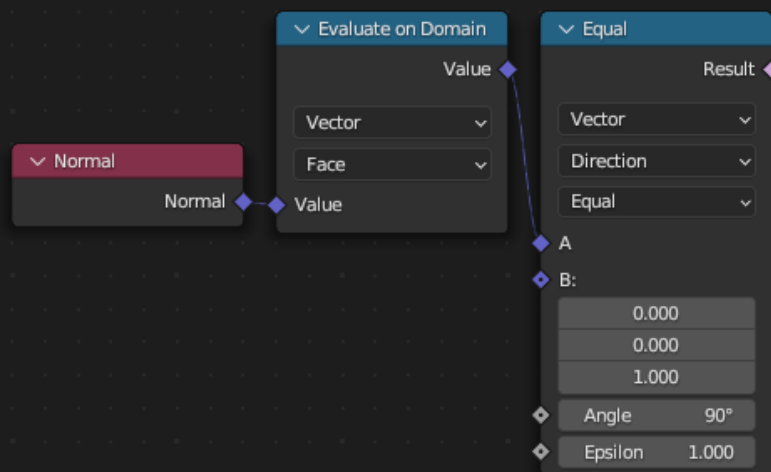 Normal
Normal
Evaluate on Domain
Value
Vector
Face
Value
Equal
Result
Vector
Direction
Equal
A
B:
0.000
0.000
1.000
Angle 90°
Epsilon 1.000